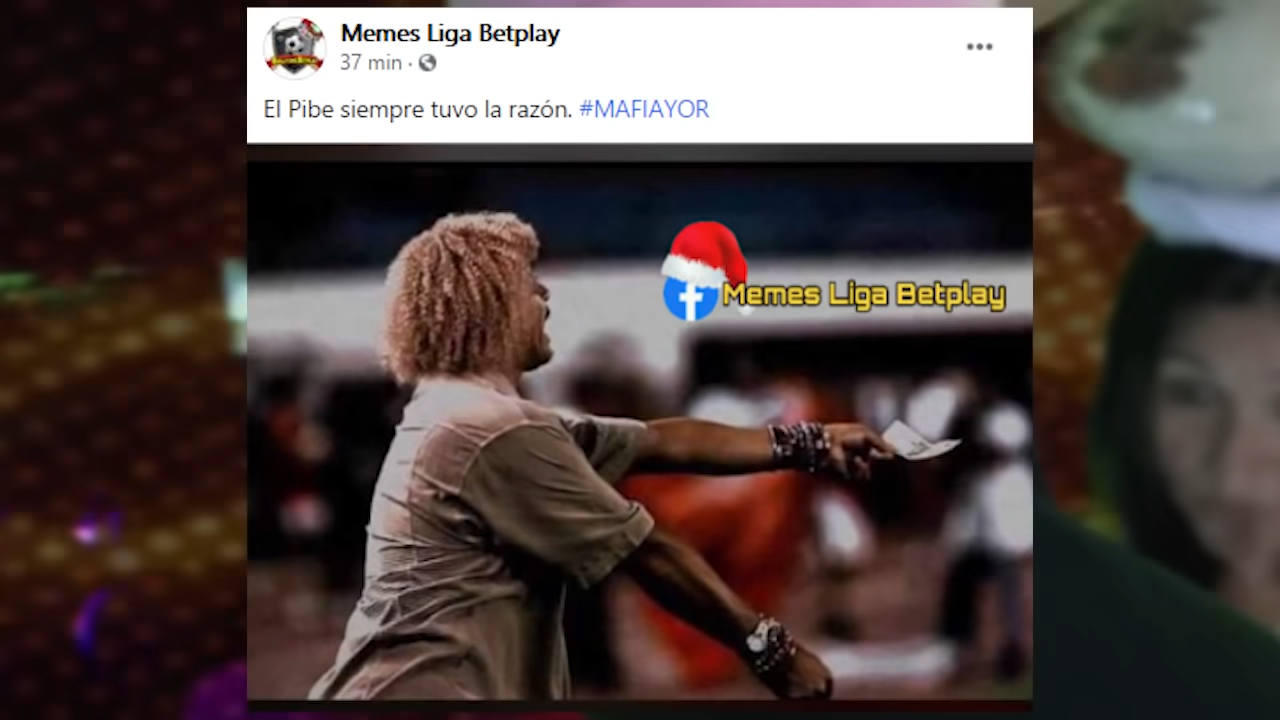 Memes Liga Betplay
37 min ·
El Pibe siempre tuvo la razón. #MAFIAYOR
Memes Liga Betplay